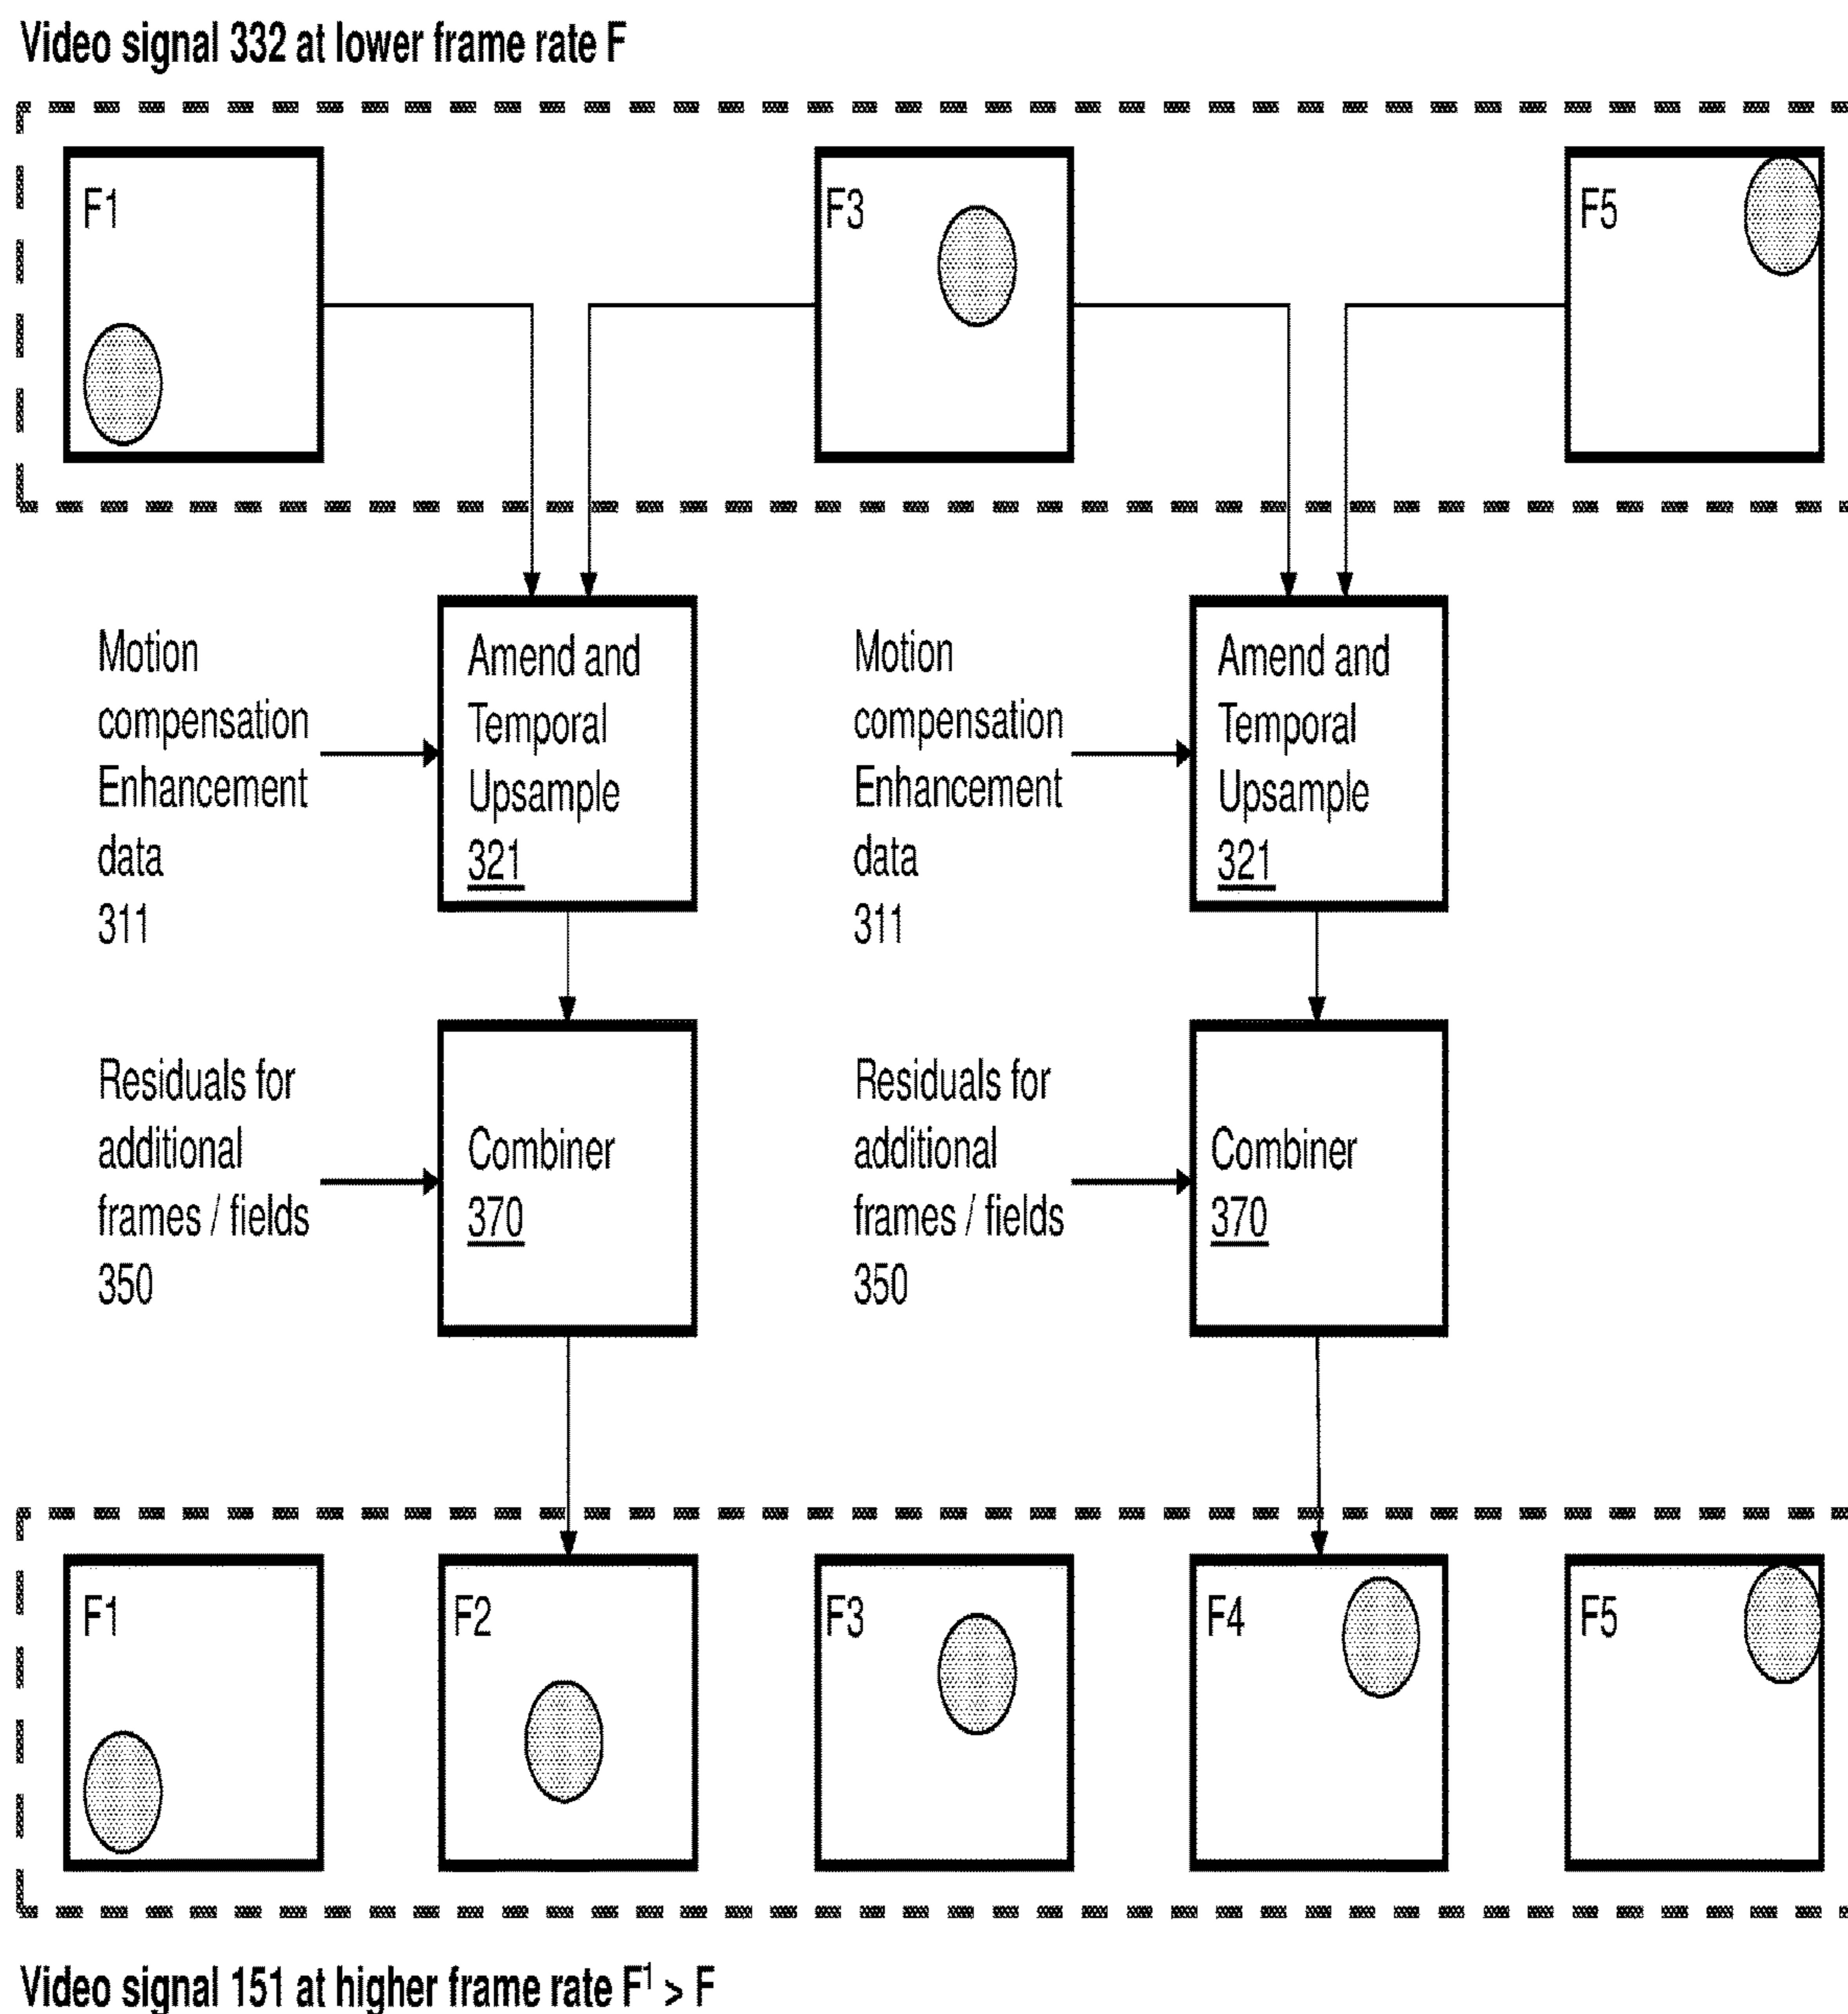 Video signal 332 at lower frame rate F
F1
F3
F5
Motion
compensation
Enhancement
data
311
Amend and
Temporal
Upsample
321
Motion
compensation
Enhancement
data
311
Amend and
Temporal
Upsample
321
Residuals for
additional
frames / fields
350
Combiner
370
Residuals for
additional
frames / fields
350
Combiner
370
F1
F2
F3
F4
F5
Video signal 151 at higher frame rate F¹ > F